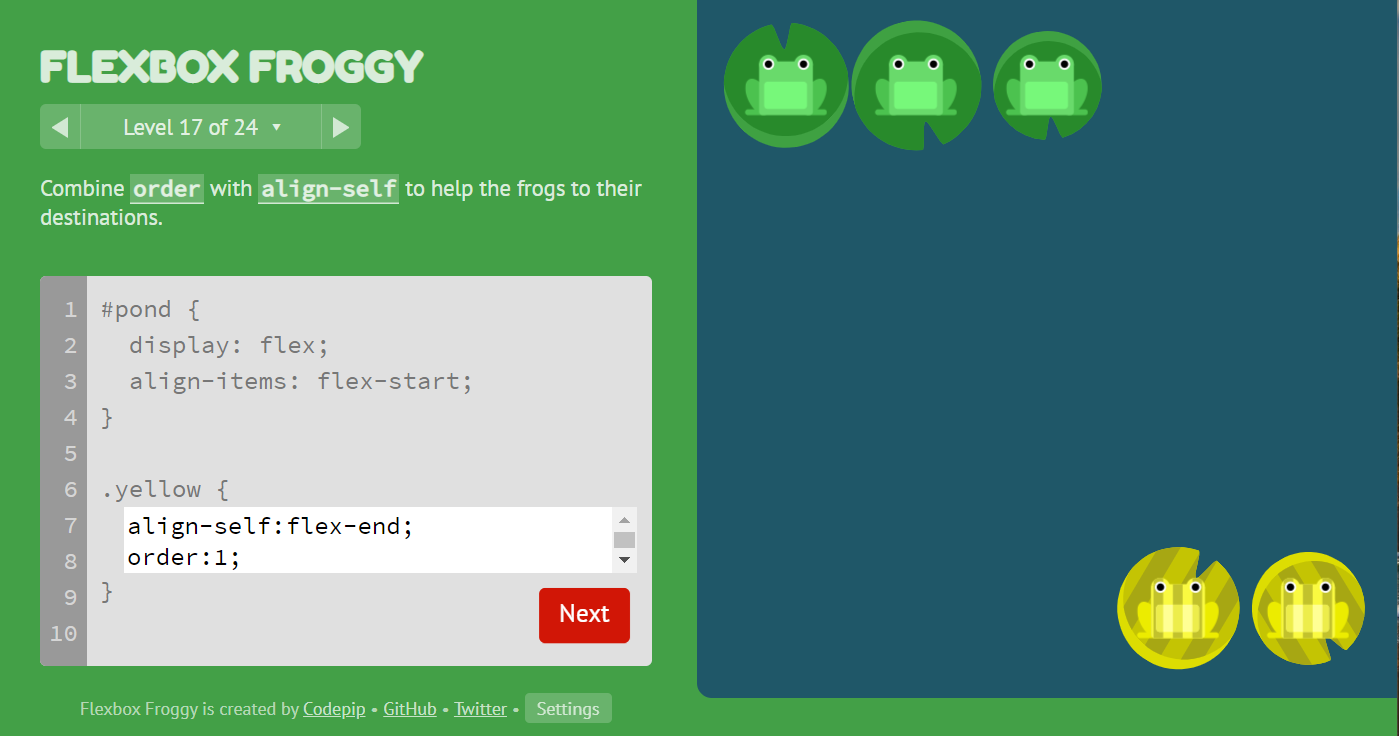 FLEXBOX FROGGY
Level 17 of 24
Combine order with align-self to help the frogs to their
destinations.
1 #pond {
2 display: flex;
3 align-items: flex-start;
4 }
5
6 .yellow {
7 align-self:flex-end;
8 order:1;
9 }
10
Next
Flexbox Froggy is created by Codepip • GitHub • Twitter • Settings